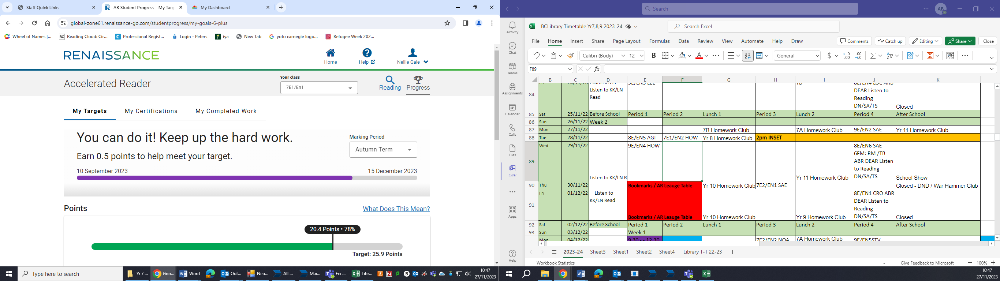 Staff Quick Links
AR Student Progress - My Targ
My Dashboard
global-zone61.renaissance-go.com/studentprogress/my-goals-6-plus
Wheel of Names |...
Reading Cloud: Cir...
Professional Regist...
Login - Peters
iya
New Tab
yoto carnegie logo...
Refugee Week 202...
RENAISSANCE
Home
Help
Nellie Gale
Accelerated Reader
Your class
7E1/En1
Reading
Progress
My Targets
My Certifications
My Completed Work
You can do it! Keep up the hard work.
Marking Period
Autumn Term
Earn 0.5 points to help meet your target.
10 September 2023
15 December 2023
Points
What Does This Mean?
20.4 Points • 78%
Target: 25.9 Points
Type here to search
Yr 7 ...
Goo...
Word
Out...
Neu...
All ...
Mai...
Exc...
Libr...
10:47
27/11/2023
Search
AB
Activity
Chat
Teams
Assignments
Calendar
Calls
Files
Excel
Apps
Help
BCLibrary Timetable Yr7,8,9 2023-24
Search Excel
File Home Insert Share Page Layout Formulas Data Review View Automate Help Draw
Comments Catch up Editing Share Close
Calibri (Body) 12 B General
F89 fx
B C D E F G H I J K
84 Listen to KK/LN
Read
DEAR Listen to
Reading
DN/SA/TS
Closed
85 Sat 25/11/22 Before School Period 1 Period 2 Lunch 1 Period 3 Lunch 2 Period 4 After School
86 Sun 26/11/22 Week 2
87 Mon 27/11/22 7B Homework Club 7A Homework Club 9E/EN2 SAE Yr 11 Homework Club
88 Tue 28/11/22 8E/EN5 AGI 7E1/EN2 HOW Yr 8 Homework Club 2pm INSET
89 Wed 29/11/22 9E/EN4 HOW
8E/EN6 SAE
6FM: RM /TB
ABR DEAR Listen
to Reading
DN/SA/TS
Listen to KK/LN R
Yr 11 Homework Club
School Show
90 Thu 30/11/22 Bookmarks / AR Leauge Table Yr 10 Homework Club 7E2/EN1 SAE Closed - DND / War Hammer Club
91 Fri 01/12/22 Listen to
KK/LN Read
8E/EN1 CRO ABR
DEAR Listen to
Reading
DN/SA/TS
Bookmarks / AR Leauge Table Yr 10 Homework Club Yr 9 Homework Club Closed
92 Sat 02/12/22 Before School Period 1 Period 2 Lunch 1 Period 3 Lunch 2 Period 4 After School
93 Sun 03/12/22 Week 1
Mon 04/12/22 9.30 - - 12.30 7E2/EN2 NOA 7A Homework Club 9E/EN5STV
2023-24 Sheet3 Sheet1 Sheet2 Sheet4 Library T-T 22-23
Workbook Statistics
Give Feedback to Microsoft
100%
10:47
27/11/2023